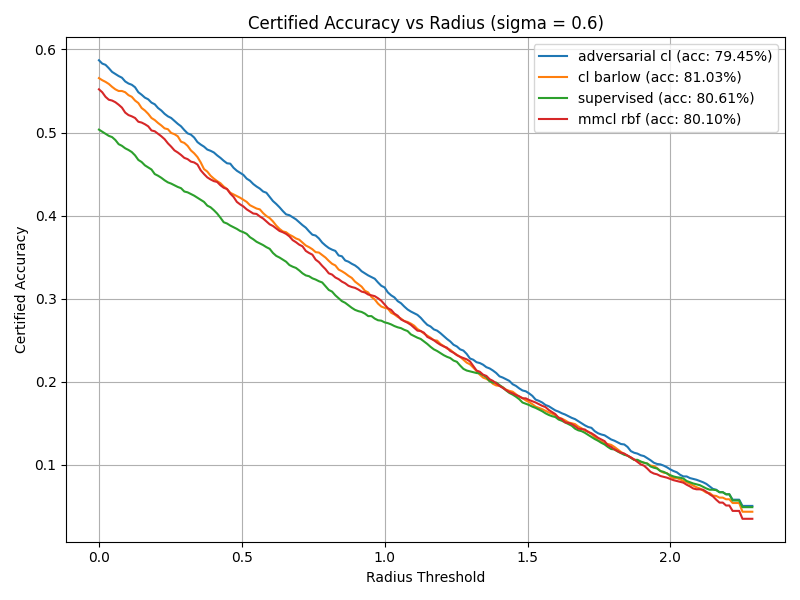 Certified Accuracy vs Radius (sigma = 0.6)
adversarial cl (acc: 79.45%)
cl barlow (acc: 81.03%)
supervised (acc: 80.61%)
mmcl rbf (acc: 80.10%)
Certified Accuracy
0.6
0.5
0.4
0.3
0.2
0.1
0.0 0.5 1.0 1.5 2.0
Radius Threshold